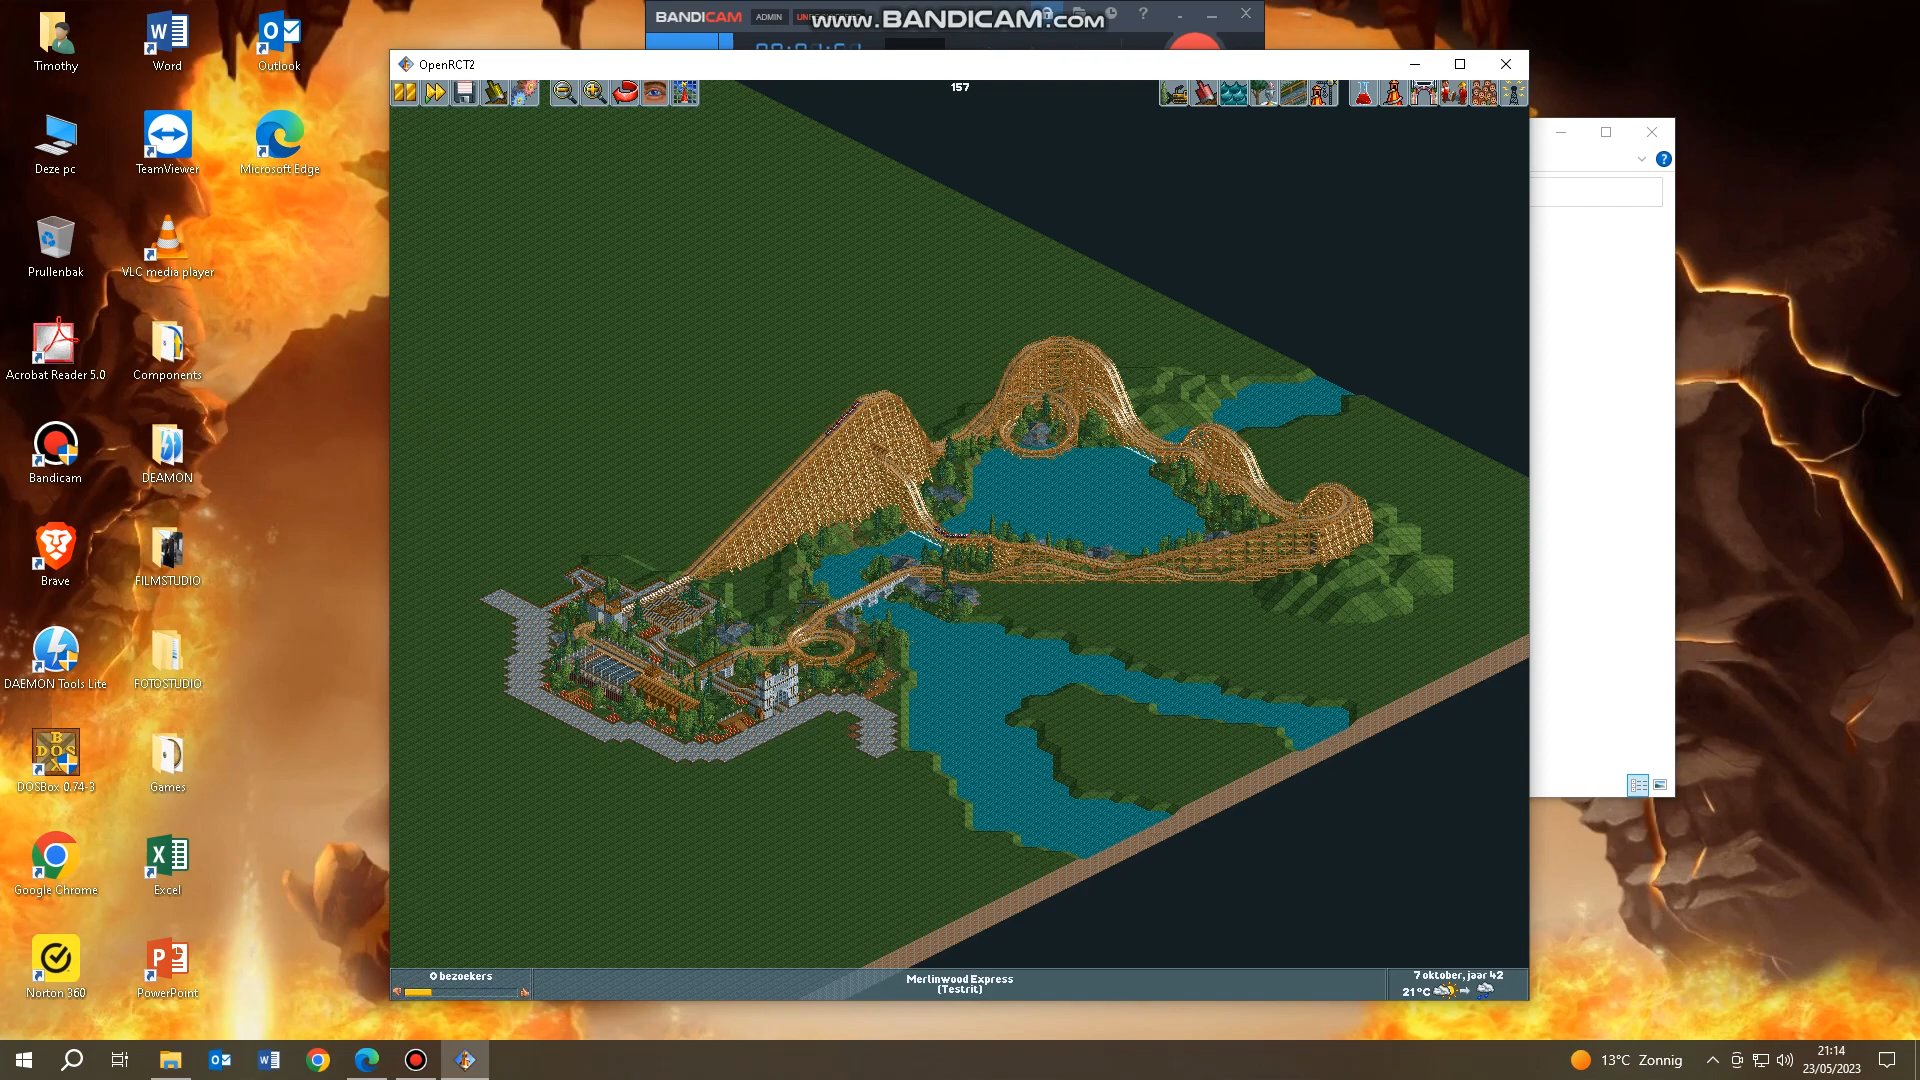 Timothy
Word
Outlook
Deze pc
TeamViewer
Microsoft Edge
Prullenbak
VLC media player
Acrobat Reader 5.0
Components
Bandicam
DEAMON
Brave
FILMSTUDIO
DAEMON Tools Lite
FOTOSTUDIO
DOSBox 0.74-3
Games
Google Chrome
Excel
Norton 360
PowerPoint
BANDICAM
ADMIN
www.BANDICAM.com
OpenRCT2
157
0 bezoekers
Merlinwood Express
(Testrit)
7 oktober, jaar 42
21°C
13°C Zonnig
21:14
23/05/2023